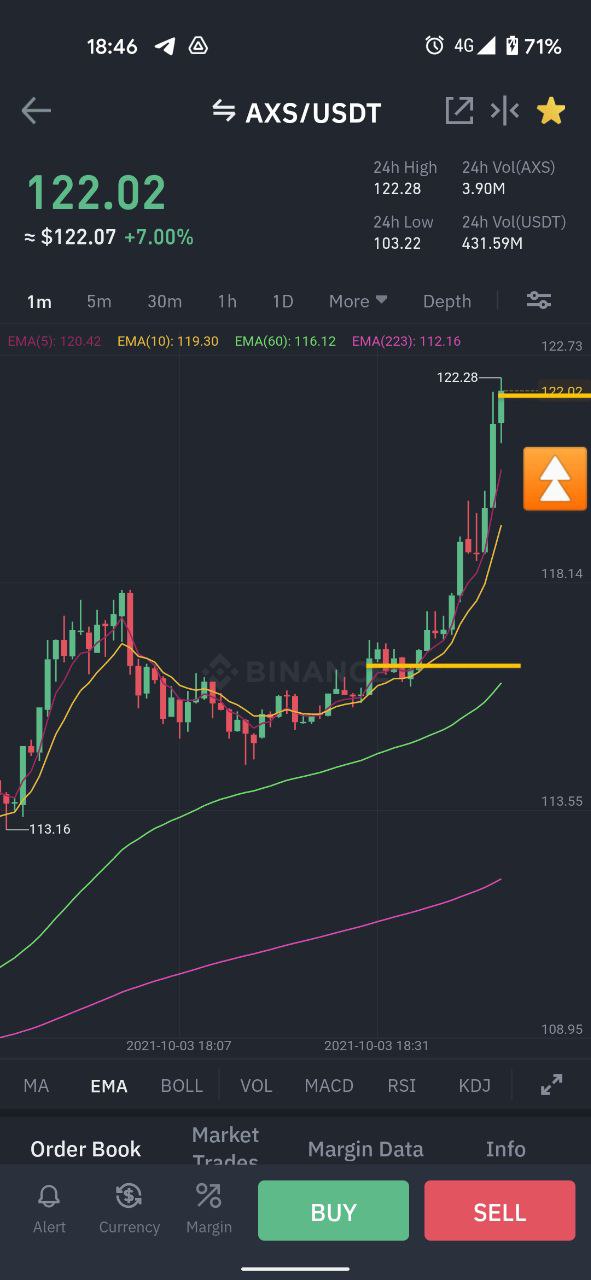 18:46
4G
71%
AXS/USDT
122.02
≈ $122.07 +7.00%
24h High
122.28
24h Vol(AXS)
3.90M
24h Low
103.22
24h Vol(USDT)
431.59M
1m 5m 30m 1h 1D More Depth
EMA(5): 120.42 EMA(10): 119.30 EMA(60): 116.12 EMA(223): 112.16
122.73
122.28
122.02
118.14
BINANC
113.55
113.16
108.95
2021-10-03 18:07 2021-10-03 18:31
MA EMA BOLL VOL MACD RSI KDJ
Order Book
Market
Trades
Margin Data
Info
Alert
Currency
Margin
BUY
SELL